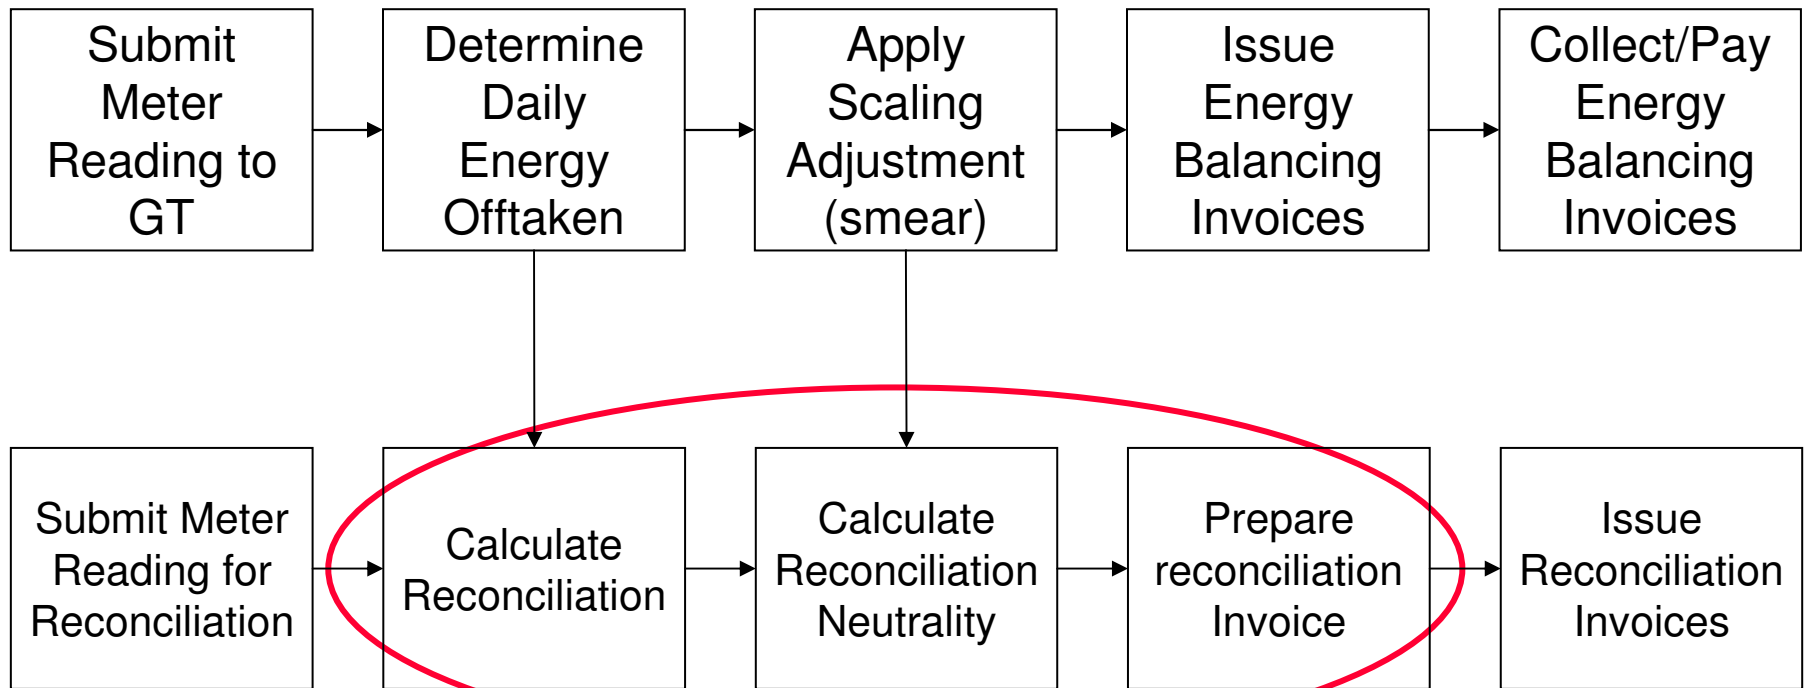 Submit
Meter
Reading to
GT
Determine
Daily
Energy
Offtaken
Apply
Scaling
Adjustment
(smear)
Issue
Energy
Balancing
Invoices
Collect/Pay
Energy
Balancing
Invoices
Submit Meter
Reading for
Reconciliation
Calculate
Reconciliation
Calculate
Reconciliation
Neutrality
Prepare
reconciliation
Invoice
Issue
Reconciliation
Invoices